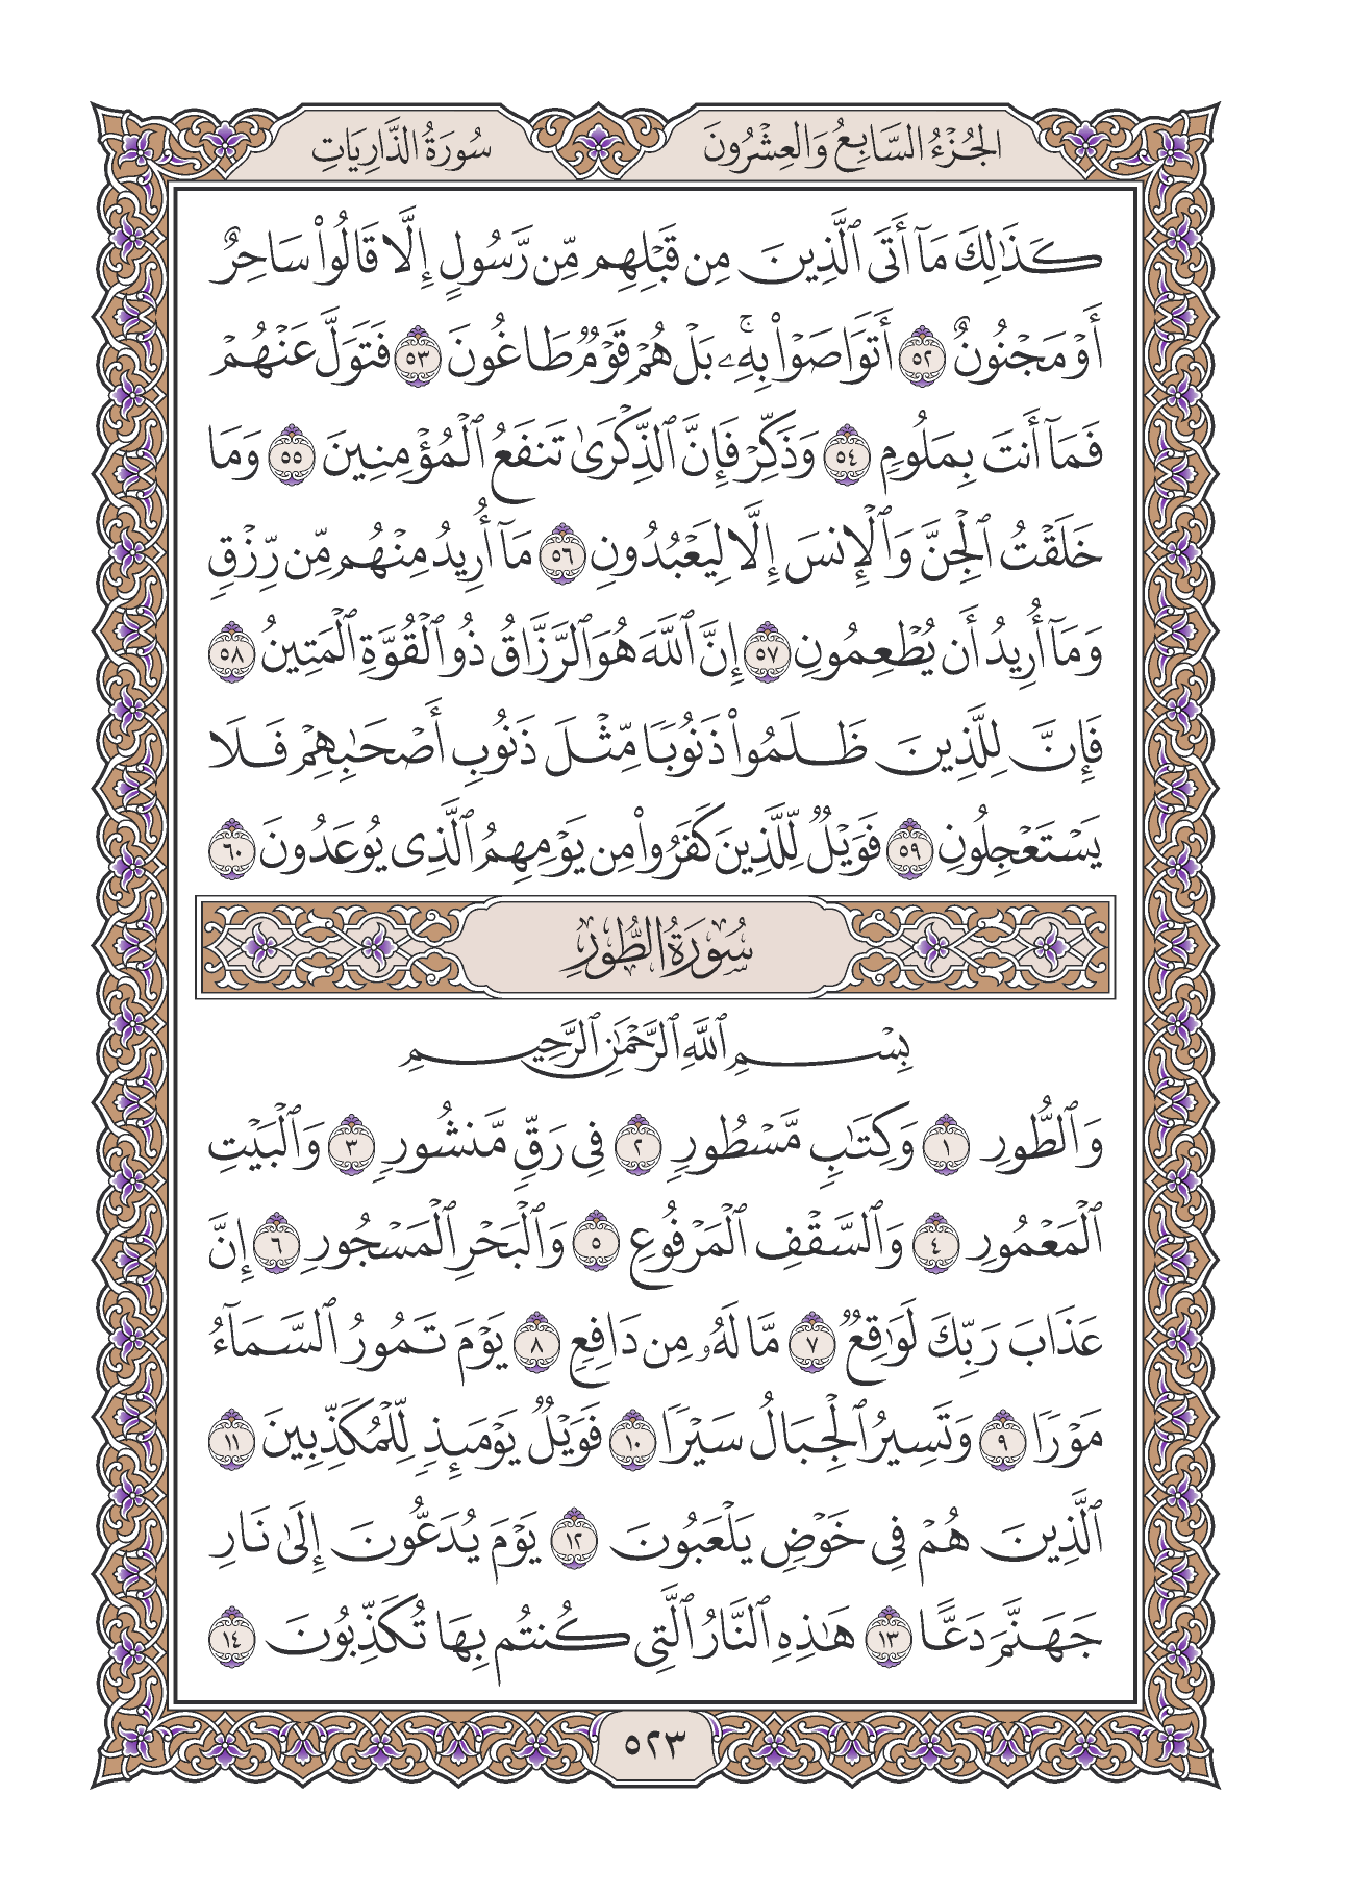 الجُزْءُ السَّابِعُ وَالعِشْرُونَ
سُورَةُ الذَّارِيَاتِ
كَذَٰلِكَ مَآ أَتَى ٱلَّذِينَ مِن قَبْلِهِم مِّن رَّسُولٍ إِلَّا قَالُوا۟ سَاحِرٌ
أَوْ مَجْنُونٌ ٥٢ أَتَوَاصَوْا۟ بِهِۦۚ بَلْ هُمْ قَوْمٌ طَاغُونَ ٥٣ فَتَوَلَّ عَنْهُمْ
فَمَآ أَنتَ بِمَلُومٍ ٥٤ وَذَكِّرْ فَإِنَّ ٱلذِّكْرَىٰ تَنفَعُ ٱلْمُؤْمِنِينَ ٥٥ وَمَا
خَلَقْتُ ٱلْجِنَّ وَٱلْإِنسَ إِلَّا لِيَعْبُدُونِ ٥٦ مَآ أُرِيدُ مِنْهُم مِّن رِّزْقٍ
وَمَآ أُرِيدُ أَن يُطْعِمُونِ ٥٧ إِنَّ ٱللَّهَ هُوَ ٱلرَّزَّاقُ ذُو ٱلْقُوَّةِ ٱلْمَتِينُ ٥٨
فَإِنَّ لِلَّذِينَ ظَلَمُوا۟ ذَنُوبًا مِّثْلَ ذَنُوبِ أَصْحَٰبِهِمْ فَلَا
يَسْتَعْجِلُونِ ٥٩ فَوَيْلٌ لِّلَّذِينَ كَفَرُوا۟ مِن يَوْمِهِمُ ٱلَّذِى يُوعَدُونَ ٦٠
سُورَةُ الطُّورِ
بِسْمِ ٱللَّهِ ٱلرَّحْمَٰنِ ٱلرَّحِيمِ
وَٱلطُّورِ ١ وَكِتَٰبٍ مَّسْطُورٍ ٢ فِى رَقٍّ مَّنشُورٍ ٣ وَٱلْبَيْتِ
ٱلْمَعْمُورِ ٤ وَٱلسَّقْفِ ٱلْمَرْفُوعِ ٥ وَٱلْبَحْرِ ٱلْمَسْجُورِ ٦ إِنَّ
عَذَابَ رَبِّكَ لَوَٰقِعٌ ٧ مَّا لَهُۥ مِن دَافِعٍ ٨ يَوْمَ تَمُورُ ٱلسَّمَآءُ
مَوْرًا ٩ وَتَسِيرُ ٱلْجِبَالُ سَيْرًا ١٠ فَوَيْلٌ يَوْمَئِذٍ لِّلْمُكَذِّبِينَ ١١
ٱلَّذِينَ هُمْ فِى خَوْضٍ يَلْعَبُونَ ١٢ يَوْمَ يُدَعُّونَ إِلَىٰ نَارِ
جَهَنَّمَ دَعًّا ١٣ هَٰذِهِ ٱلنَّارُ ٱلَّتِى كُنتُم بِهَا تُكَذِّبُونَ ١٤
٥٢٣